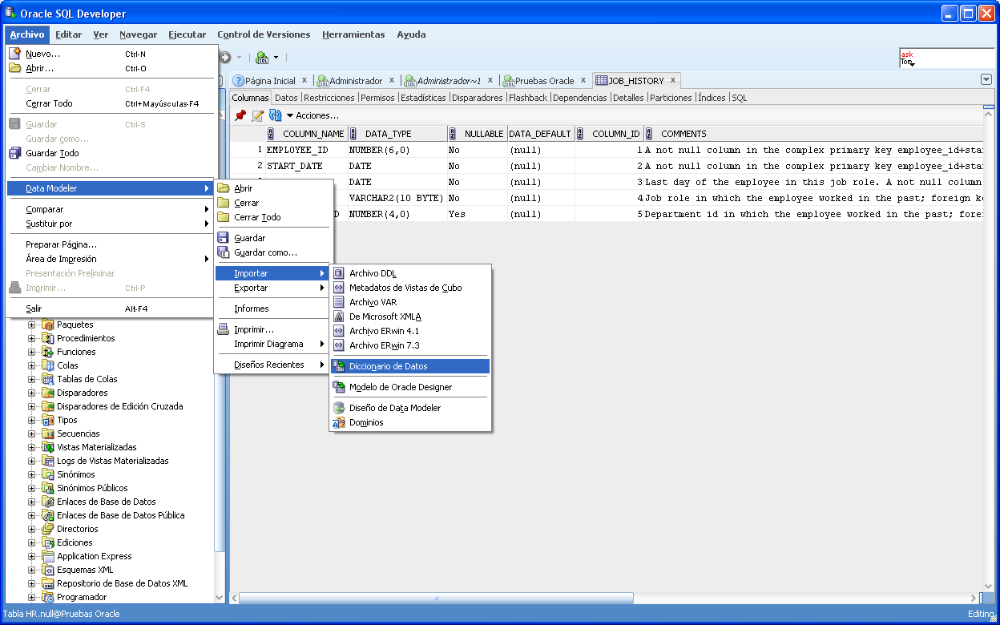 Oracle SQL Developer
Archivo Editar Ver Navegar Ejecutar Control de Versiones Herramientas Ayuda
Nuevo... Ctrl-N
Abrir... Ctrl-O
Cerrar Ctrl-F4
Cerrar Todo Ctrl+Mayúsculas-F4
Guardar Ctrl-S
Guardar como...
Guardar Todo
Cambiar Nombre...
Data Modeler
Comparar
Sustituir por
Preparar Página...
Área de Impresión
Presentación Preliminar
Imprimir... Ctrl-P
Salir Alt-F4
Abrir
Cerrar
Cerrar Todo
Guardar
Guardar como...
Importar
Exportar
Informes
Imprimir...
Imprimir Diagrama
Diseños Recientes
Archivo DDL
Metadatos de Vistas de Cubo
Archivo VAR
De Microsoft XMLA
Archivo ERwin 4.1
Archivo ERwin 7.3
Diccionario de Datos
Modelo de Oracle Designer
Diseño de Data Modeler
Dominios
SQL
ask
Tom
Página Inicial Administrador Administrador~1 Pruebas Oracle JOB_HISTORY
Columnas Datos Restricciones Permisos Estadísticas Disparadores Flashback Dependencias Detalles Particiones Índices SQL
Acciones...
COLUMN_NAME DATA_TYPE NULLABLE DATA_DEFAULT COLUMN_ID COMMENTS
1 EMPLOYEE_ID NUMBER(6,0) No (null) 1 A not null column in the complex primary key employee_id+sta
2 START_DATE DATE No (null) 2 A not null column in the complex primary key employee_id+sta
DATE No (null) 3 Last day of the employee in this job role. A not null column
VARCHAR2(10 BYTE) No (null) 4 Job role in which the employee worked in the past; foreign k
D NUMBER(4,0) Yes (null) 5 Department id in which the employee worked in the past; fore
Paquetes
Procedimientos
Funciones
Colas
Tablas de Colas
Disparadores
Disparadores de Edición Cruzada
Tipos
Secuencias
Vistas Materializadas
Logs de Vistas Materializadas
Sinónimos
Sinónimos Públicos
Enlaces de Base de Datos
Enlaces de Base de Datos Pública
Directorios
Ediciones
Application Express
Esquemas XML
Repositorio de Base de Datos XML
Programador
Tabla HR.null@Pruebas Oracle
Editing